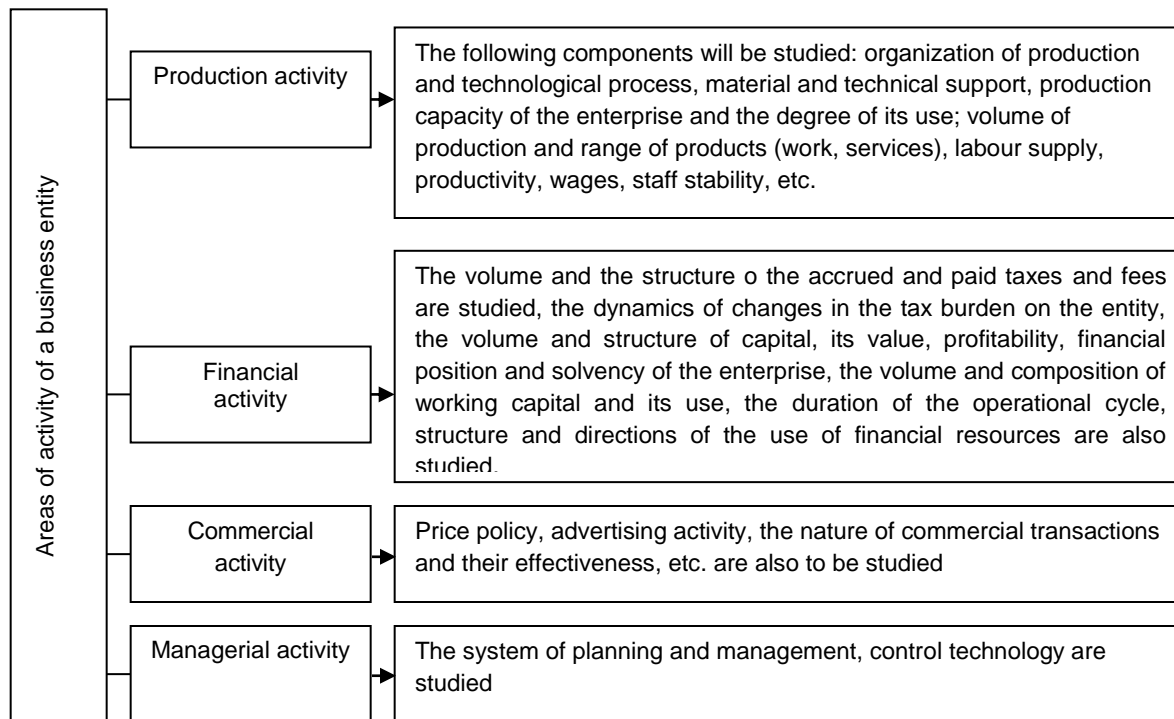 Areas of activity of a business entity
Production activity
The following components will be studied: organization of production
and technological process, material and technical support, production
capacity of the enterprise and the degree of its use; volume of
production and range of products (work, services), labour supply,
productivity, wages, staff stability, etc.
Financial
activity
The volume and the structure o the accrued and paid taxes and fees
are studied, the dynamics of changes in the tax burden on the entity,
the volume and structure of capital, its value, profitability, financial
position and solvency of the enterprise, the volume and composition of
working capital and its use, the duration of the operational cycle,
structure and directions of the use of financial resources are also
studied.
Commercial
activity
Price policy, advertising activity, the nature of commercial transactions
and their effectiveness, etc. are also to be studied
Managerial activity
The system of planning and management, control technology are
studied